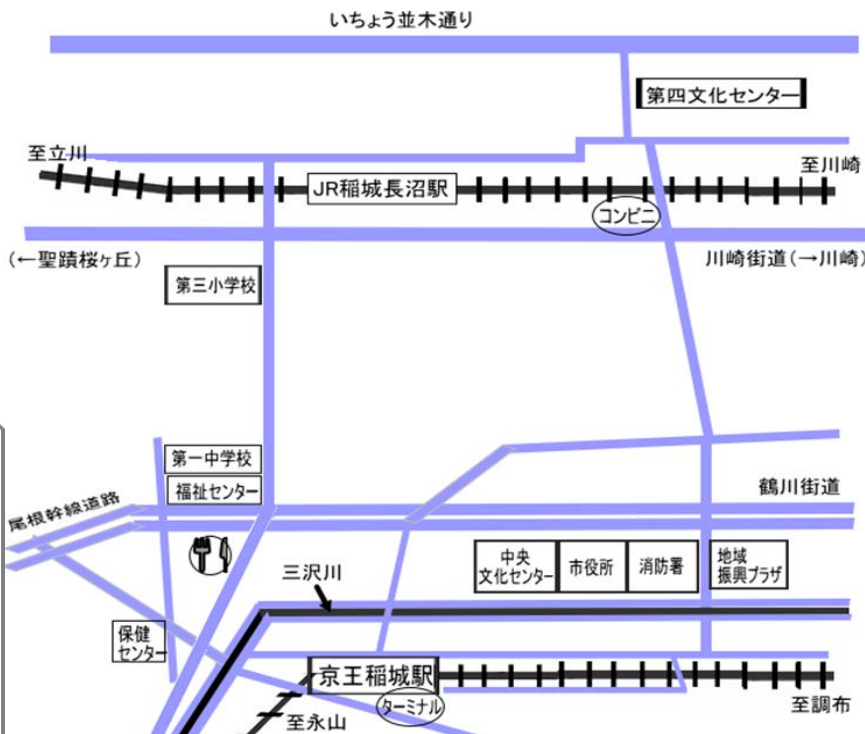 いちょう並木通り
第四文化センター
至立川
至川崎
JR稲城長沼駅
コンビニ
(←聖蹟桜ヶ丘)
川崎街道(→川崎)
第三小学校
第一中学校
福祉センター
鶴川街道
尾根幹線道路
三沢川
中央
文化センター
市役所
消防署
地域
振興プラザ
保健
センター
京王稲城駅
ターミナル
至永山
至調布